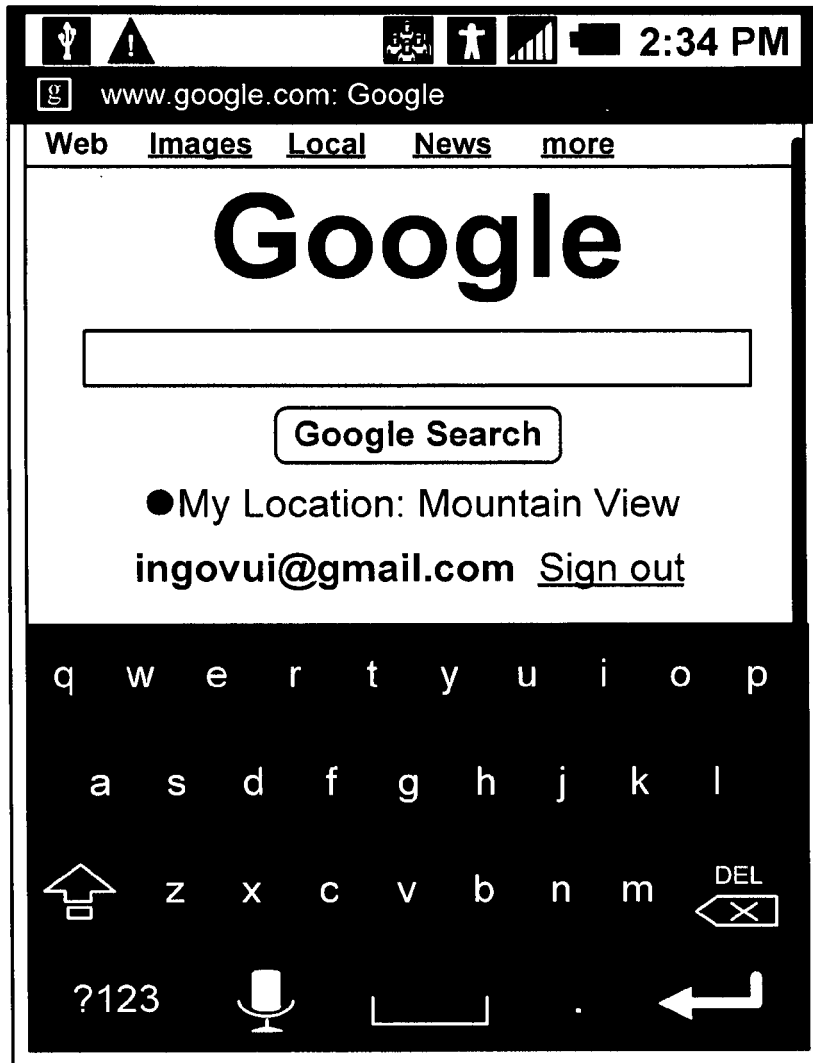 2:34 PM
g www.google.com: Google
Web Images Local News more
Google
Google Search
●My Location: Mountain View
ingovui@gmail.com Sign out
q w e r t y u i o p
a s d f g h j k l
z x c v b n m DEL
?123 .